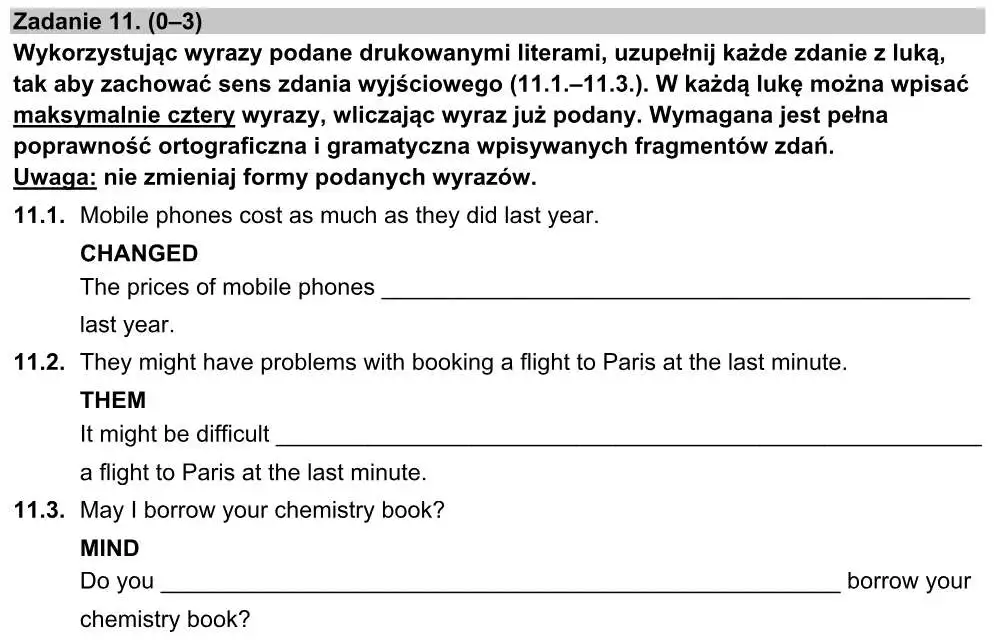 Zadanie 11. (0–3)
Wykorzystując wyrazy podane drukowanymi literami, uzupełnij każde zdanie z luką,
tak aby zachować sens zdania wyjściowego (11.1.–11.3.). W każdą lukę można wpisać
maksymalnie cztery wyrazy, wliczając wyraz już podany. Wymagana jest pełna
poprawność ortograficzna i gramatyczna wpisywanych fragmentów zdań.
Uwaga: nie zmieniaj formy podanych wyrazów.
11.1. Mobile phones cost as much as they did last year.
CHANGED
The prices of mobile phones ____________________
last year.
11.2. They might have problems with booking a flight to Paris at the last minute.
THEM
It might be difficult ____________________
a flight to Paris at the last minute.
11.3. May I borrow your chemistry book?
MIND
Do you ____________________ borrow your
chemistry book?